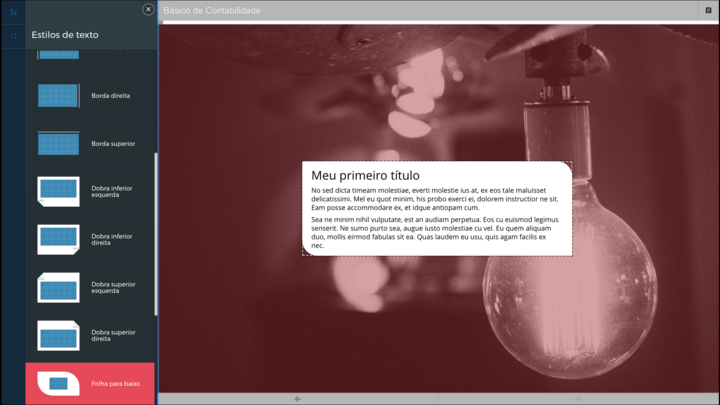 Básico de Contabilidade
Estilos de texto
Borda direita
Borda superior
Dobra inferior
esquerda
Dobra inferior
direita
Dobra superior
esquerda
Dobra superior
direita
Folha para baixo
Meu primeiro título
No sed dicta timeam molestiae, everti molestie ius at, ex eos tale maluisset
delicatissimi. Mel eu quot minim, his probo exerci ei, dolorem instructior ne sit.
Eam posse accommodare ex, et idque antiopam cum.
Sea ne minim nihil vulputate, est an audiam perpetua. Eos cu euismod legimus
senserit. Ne sumo purto sea, augue iusto molestiae cu vel. Eu quem aliquam
duo, mollis eirmod fabulas sit ea. Quas laudem eu usu, quis agam facilis ex
nec.